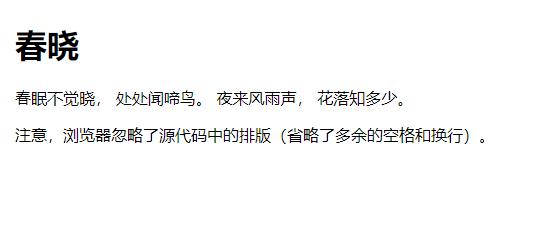 春晓
春眠不觉晓， 处处闻啼鸟。 夜来风雨声， 花落知多少。
注意，浏览器忽略了源代码中的排版（省略了多余的空格和换行）。